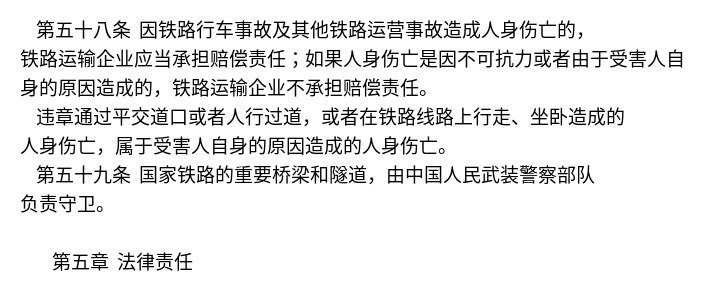 第五十八条 因铁路行车事故及其他铁路运营事故造成人身伤亡的，
铁路运输企业应当承担赔偿责任；如果人身伤亡是因不可抗力或者由于受害人自
身的原因造成的，铁路运输企业不承担赔偿责任。
违章通过平交道口或者人行过道，或者在铁路线路上行走、坐卧造成的
人身伤亡，属于受害人自身的原因造成的人身伤亡。
第五十九条 国家铁路的重要桥梁和隧道，由中国人民武装警察部队
负责守卫。
第五章 法律责任